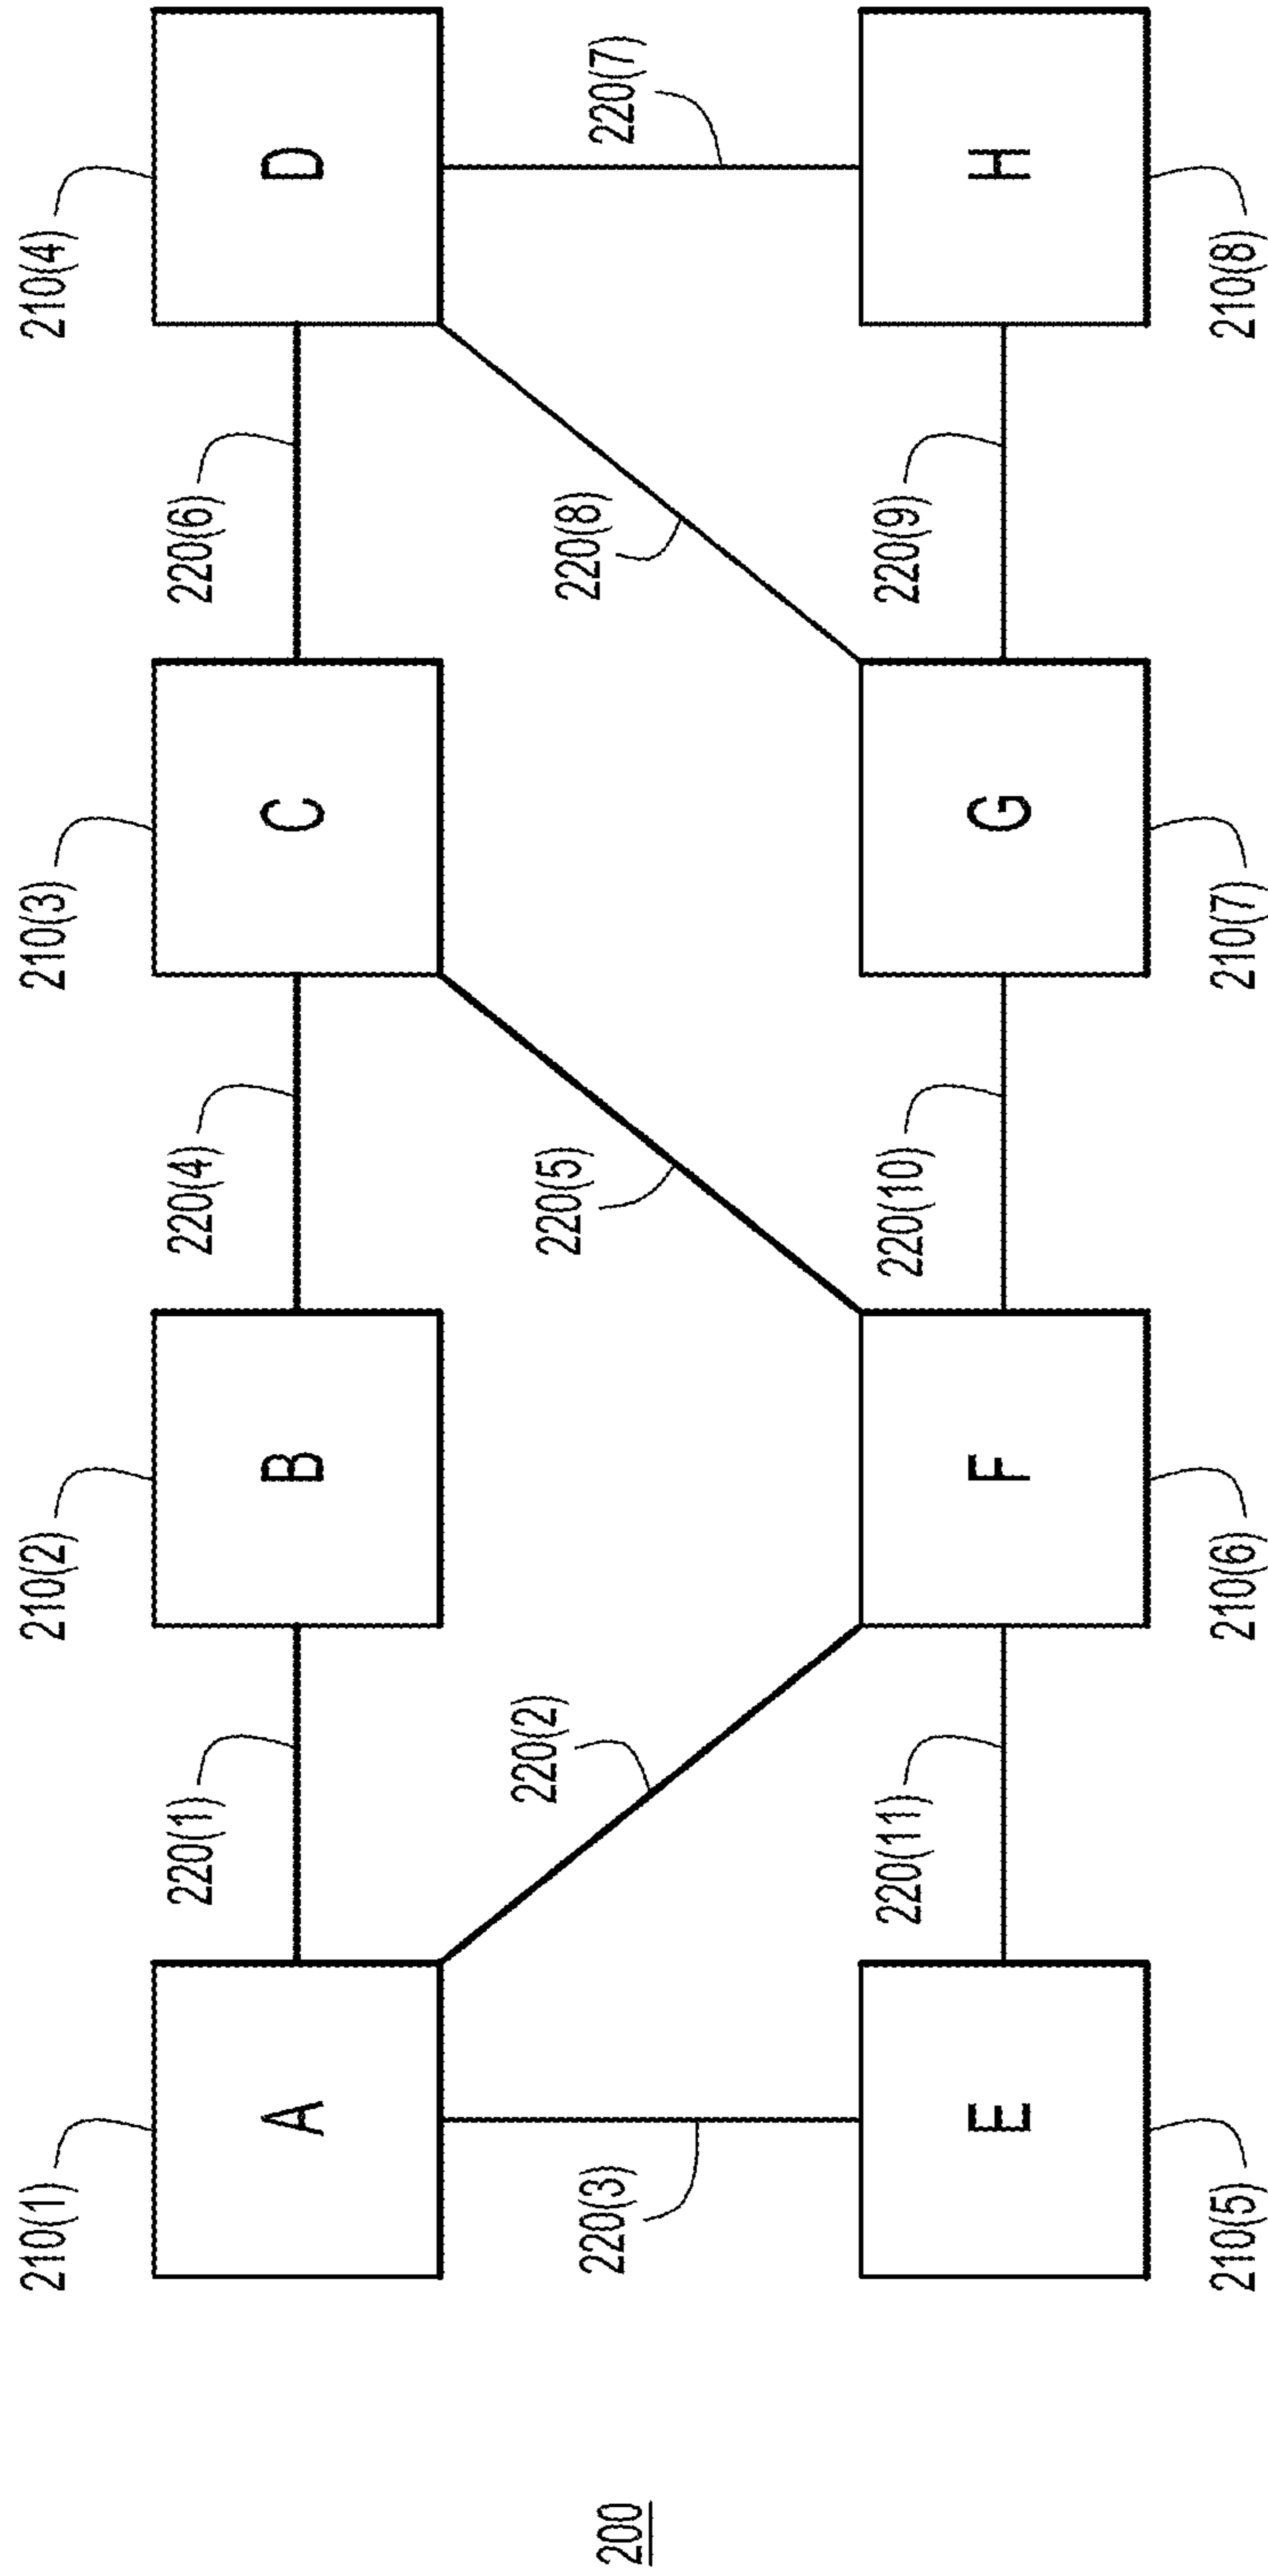 210(1)
210(2)
210(3)
210(4)
220(1)
220(4)
220(6)
A
B
C
D
220(3)
220(2)
220(5)
220(8)
220(7)
200
220(11)
220(10)
220(9)
E
F
G
H
210(5)
210(6)
210(7)
210(8)